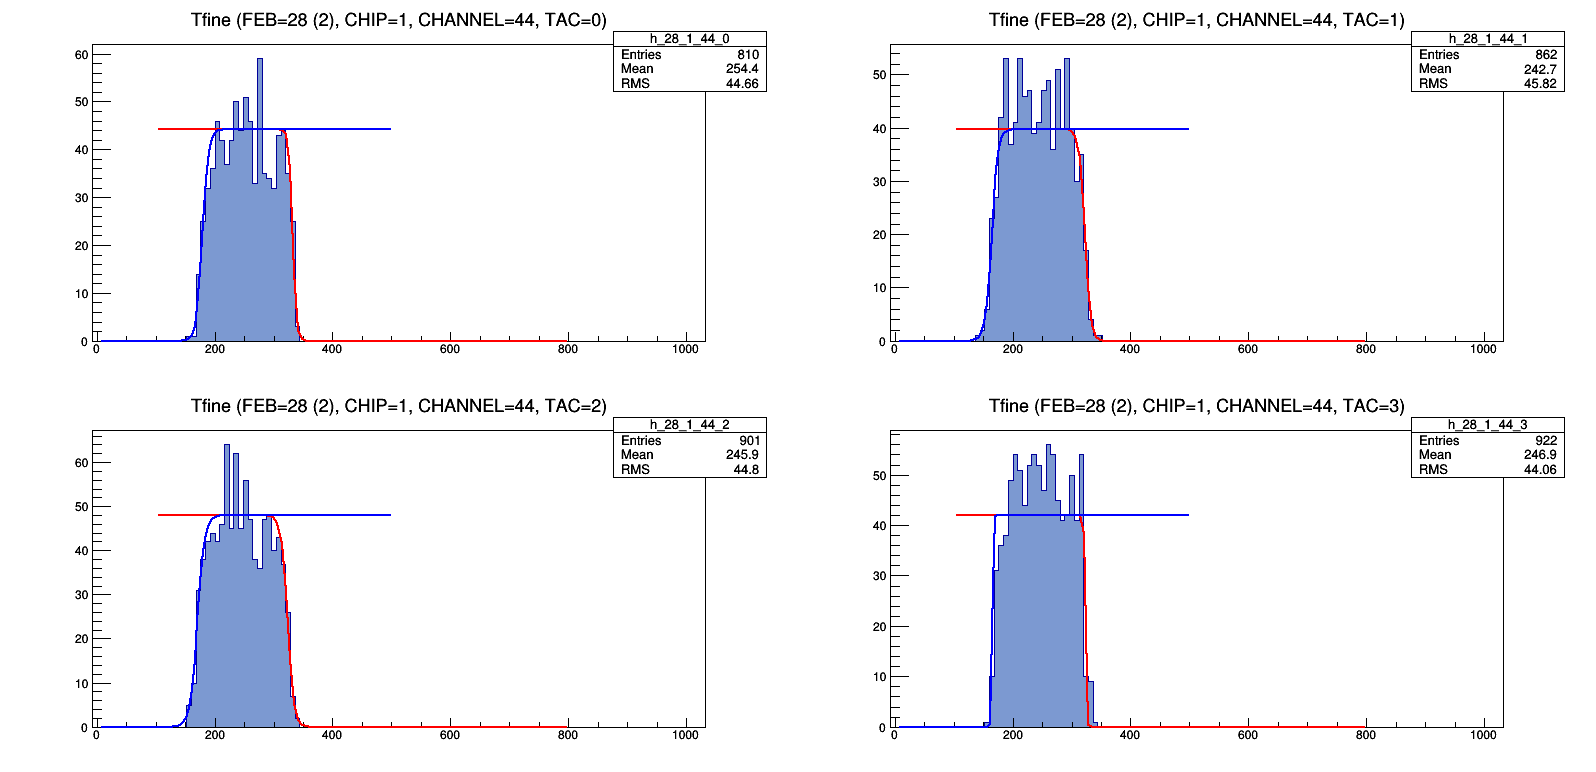 Tfine (FEB=28 (2), CHIP=1, CHANNEL=44, TAC=0)
h_28_1_44_0
Entries 810
Mean 254.4
RMS 44.66
60
50
40
30
20
10
0
0 200 400 600 800 1000
Tfine (FEB=28 (2), CHIP=1, CHANNEL=44, TAC=1)
h_28_1_44_1
Entries 862
Mean 242.7
RMS 45.82
50
40
30
20
10
0
0 200 400 600 800 1000
Tfine (FEB=28 (2), CHIP=1, CHANNEL=44, TAC=2)
h_28_1_44_2
Entries 901
Mean 245.9
RMS 44.8
60
50
40
30
20
10
0
0 200 400 600 800 1000
Tfine (FEB=28 (2), CHIP=1, CHANNEL=44, TAC=3)
h_28_1_44_3
Entries 922
Mean 246.9
RMS 44.06
50
40
30
20
10
0
0 200 400 600 800 1000